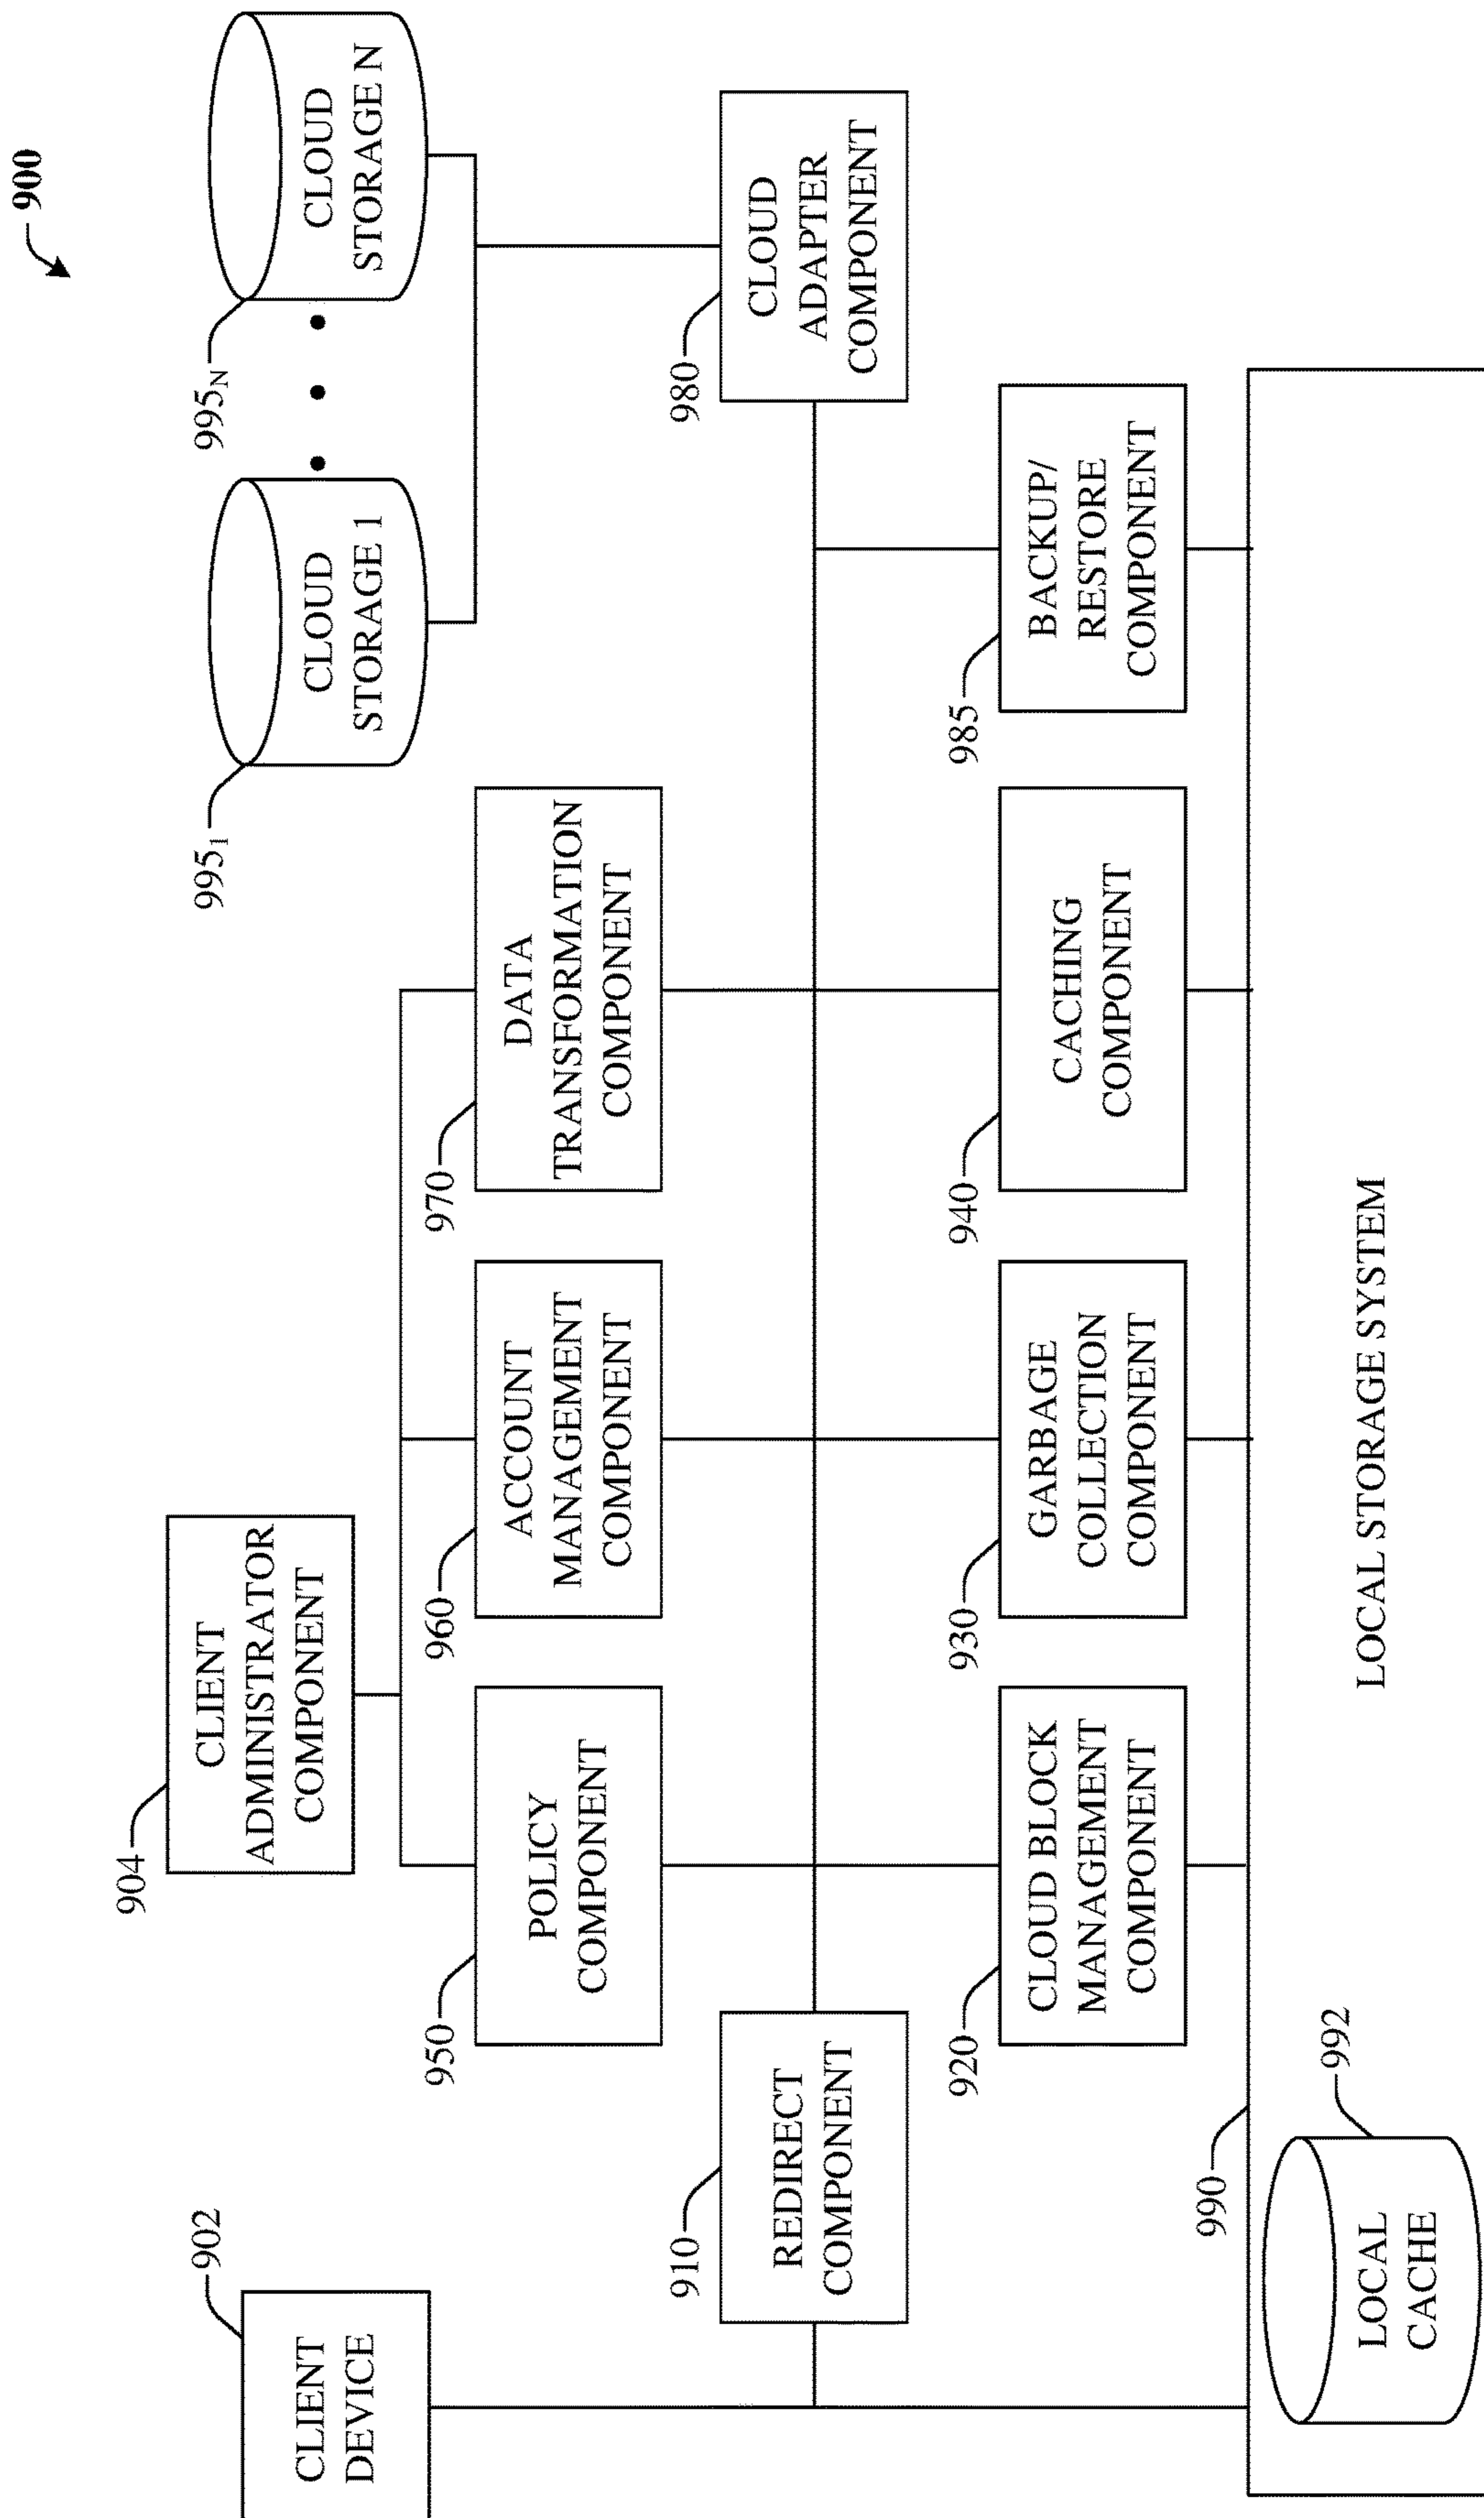 900
902
CLIENT
DEVICE
904
CLIENT
ADMINISTRATOR
COMPONENT
995₁
CLOUD
STORAGE 1
995N
CLOUD
STORAGE N
950
POLICY
COMPONENT
960
ACCOUNT
MANAGEMENT
COMPONENT
970
DATA
TRANSFORMATION
COMPONENT
910
REDIRECT
COMPONENT
980
CLOUD
ADAPTER
COMPONENT
920
CLOUD BLOCK
MANAGEMENT
COMPONENT
930
GARBAGE
COLLECTION
COMPONENT
940
CACHING
COMPONENT
985
BACKUP/
RESTORE
COMPONENT
990
992
LOCAL
CACHE
LOCAL STORAGE SYSTEM